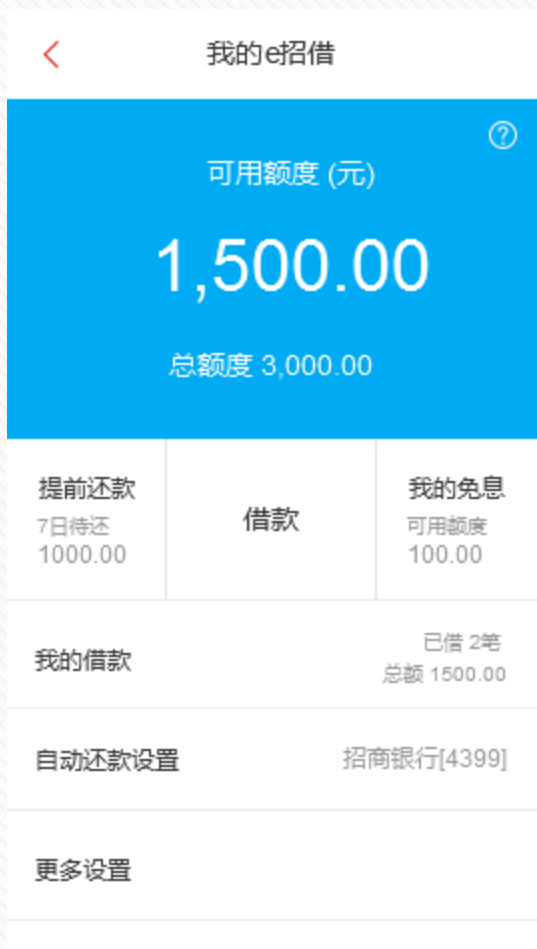 我的e招借
?
可用额度 (元)
1,500.00
总额度 3,000.00
提前还款
7日待还
1000.00
借款
我的免息
可用额度
100.00
我的借款
已借 2笔
总额 1500.00
自动还款设置
招商银行[4399]
更多设置